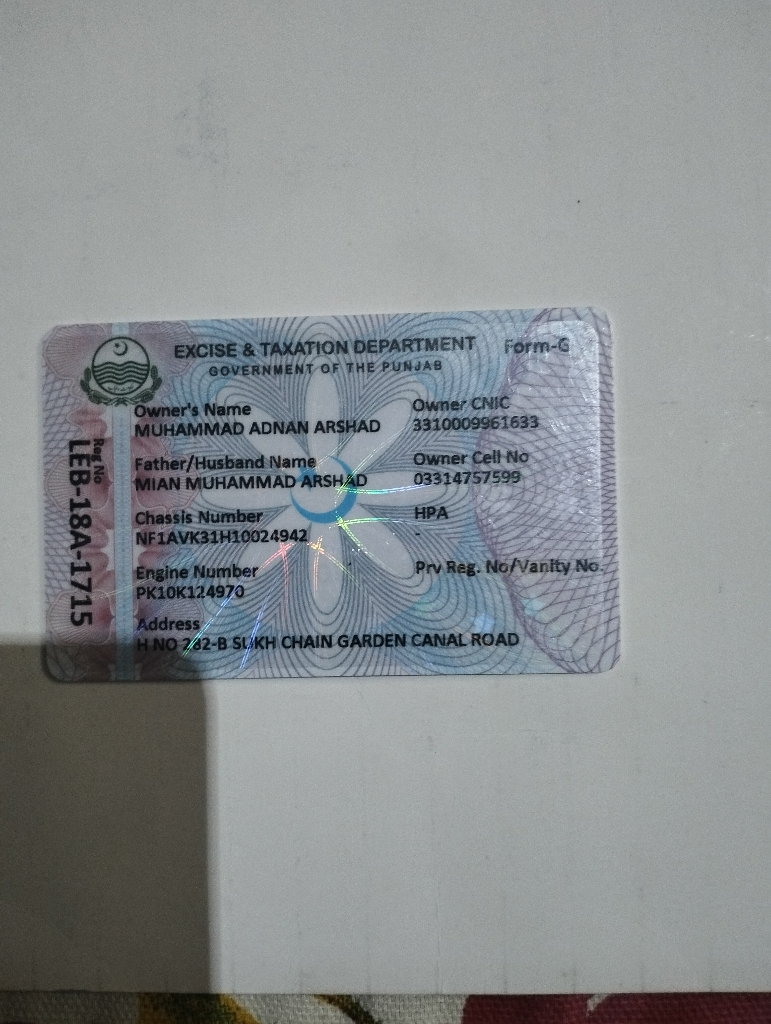 EXCISE & TAXATION DEPARTMENT Form-G
GOVERNMENT OF THE PUNJAB
Reg No
LEB-18A-1715
Owner's Name
MUHAMMAD ADNAN ARSHAD
Owner CNIC
3310009961633
Father/Husband Name
MIAN MUHAMMAD ARSHAD
Owner Cell No
03314757599
Chassis Number
NF1AVK31H10024942
HPA
-
Engine Number
PK10K124970
Prv Reg. No/Vanity No.
Address
H NO 282-B SUKH CHAIN GARDEN CANAL ROAD